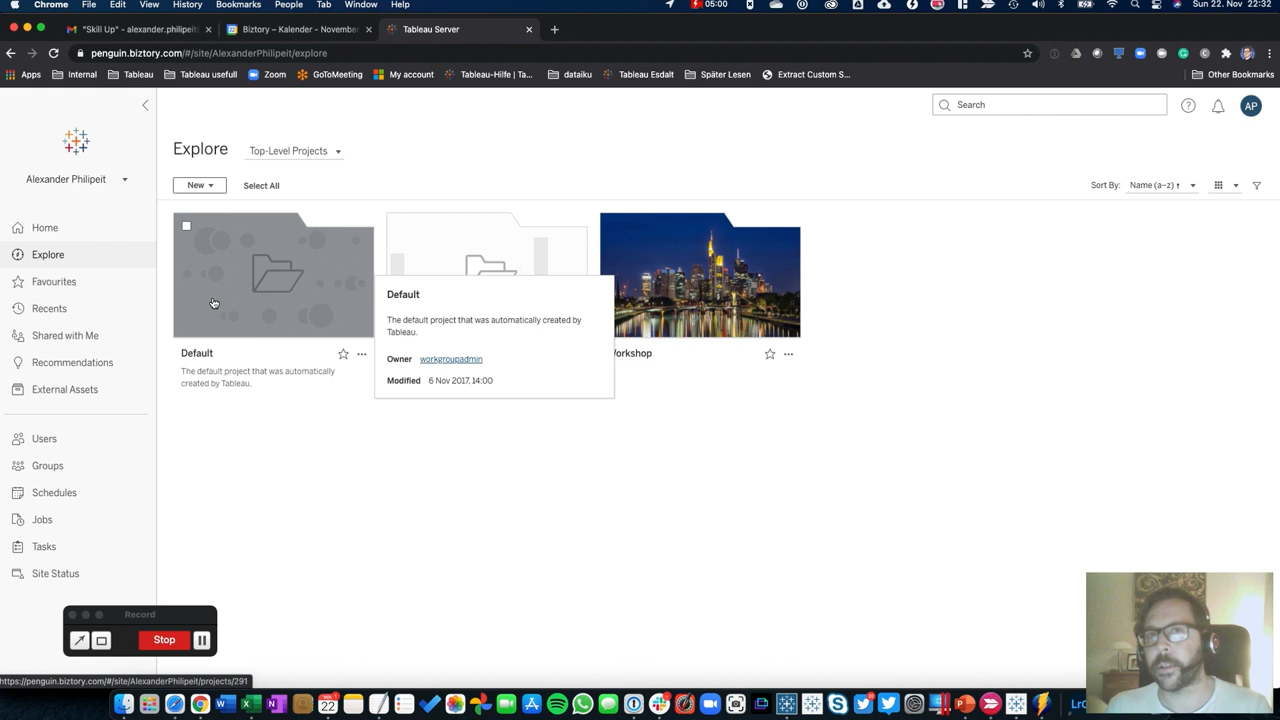 Chrome File Edit View History Bookmarks People Tab Window Help 05:00 Sun 22. Nov 22:32
"Skill Up" - alexander.philipeit Biztory – Kalender - November Tableau Server
penguin.biztory.com/#/site/AlexanderPhilipeit/explore
Apps Internal Tableau Tableau usefull Zoom GoToMeeting My account Tableau-Hilfe | Ta... dataiku Tableau Esdalt Später Lesen Extract Custom S... Other Bookmarks
Search AP
Explore Top-Level Projects
Alexander Philipeit
New Select All Sort By: Name (a–z)
Home
Explore
Favourites
Recents
Shared with Me
Recommendations
External Assets
Users
Groups
Schedules
Jobs
Tasks
Site Status
Default
The default project that was automatically
created by Tableau.
Default
The default project that was automatically created by
Tableau.
Owner workgroupadmin
Modified 6 Nov 2017, 14:00
orkshop
Record
Stop
https://penguin.biztory.com/#/site/AlexanderPhilipeit/projects/291
22
LrC